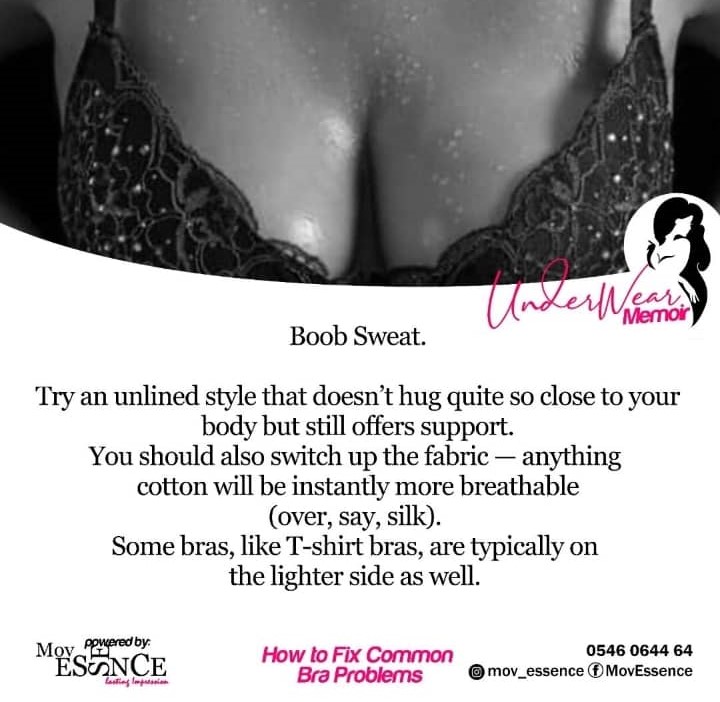 UnderWear
Memoir
Boob Sweat.
Try an unlined style that doesn’t hug quite so close to your
body but still offers support.
You should also switch up the fabric — anything
cotton will be instantly more breathable
(over, say, silk).
Some bras, like T-shirt bras, are typically on
the lighter side as well.
powered by:
Mov
ESSENCE
lasting Impression
How to Fix Common
Bra Problems
0546 0644 64
mov_essence MovEssence